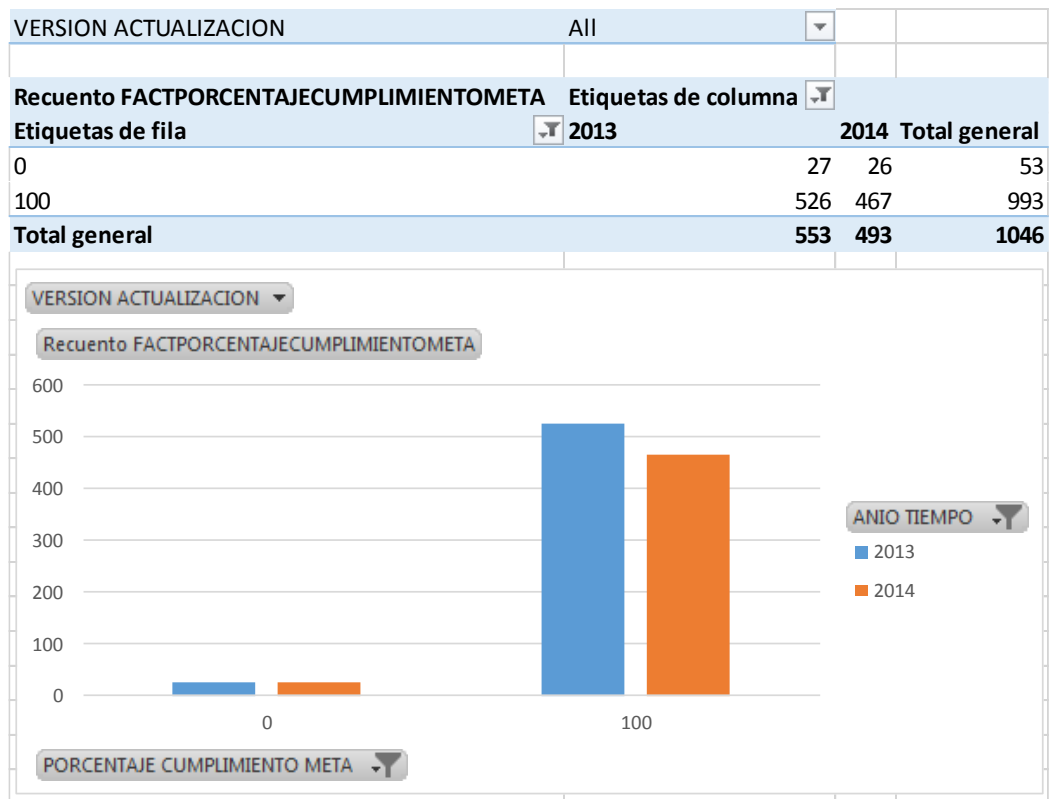 VERSION ACTUALIZACION All
Recuento FACTPORCENTAJECUMPLIMIENTOMETA Etiquetas de columna
Etiquetas de fila 2013 2014 Total general
0 27 26 53
100 526 467 993
Total general 553 493 1046
VERSION ACTUALIZACION
Recuento FACTPORCENTAJECUMPLIMIENTOMETA
600
500
400
300
200
100
0
0 100
ANIO TIEMPO
2013
2014
PORCENTAJE CUMPLIMIENTO META